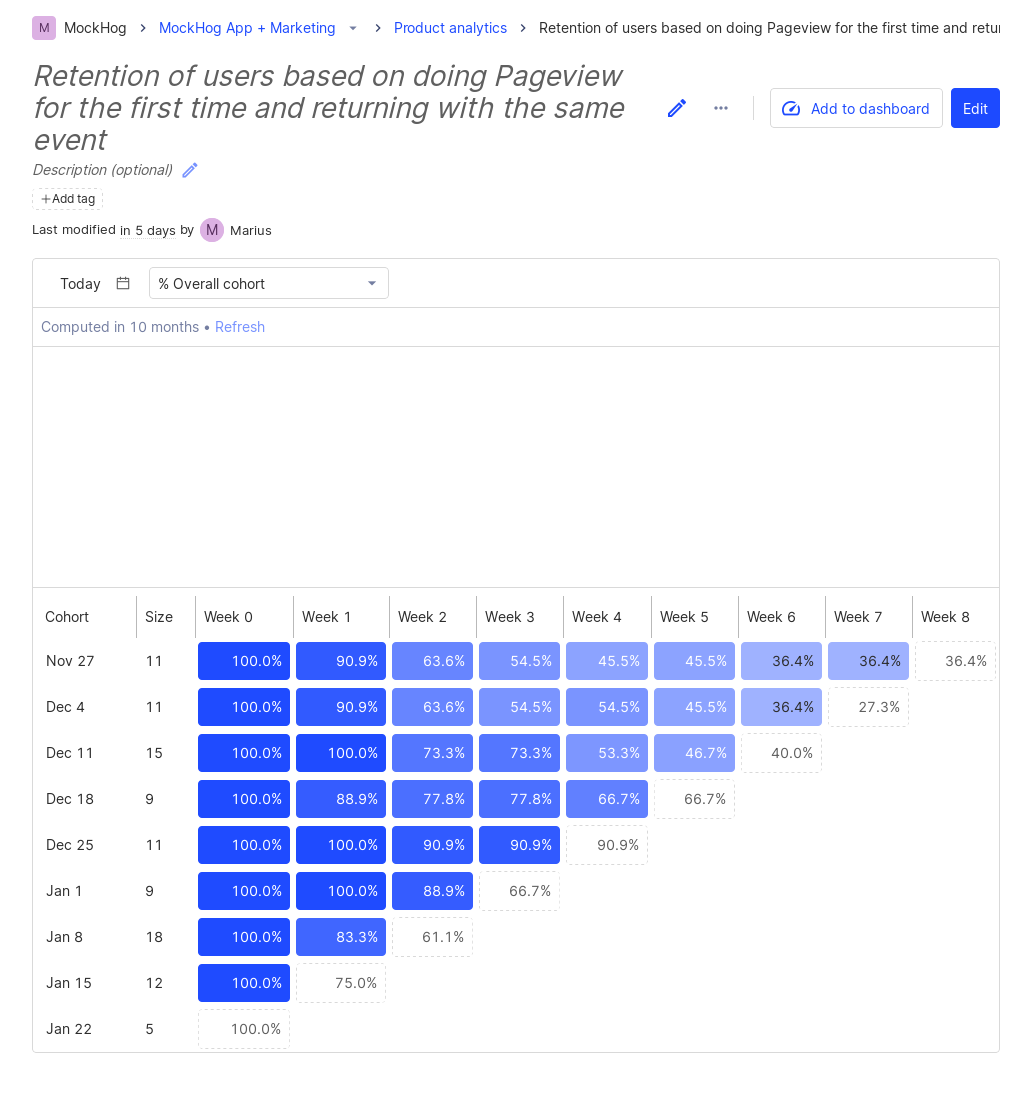 M MockHog > MockHog App + Marketing > Product analytics > Retention of users based on doing Pageview for the first time and retur
Retention of users based on doing Pageview
for the first time and returning with the same
event
Add to dashboard
Edit
Description (optional)
+Add tag
Last modified in 5 days by M Marius
Today % Overall cohort
Computed in 10 months • Refresh
Cohort Size Week 0 Week 1 Week 2 Week 3 Week 4 Week 5 Week 6 Week 7 Week 8
Nov 27 11 100.0% 90.9% 63.6% 54.5% 45.5% 45.5% 36.4% 36.4% 36.4%
Dec 4 11 100.0% 90.9% 63.6% 54.5% 54.5% 45.5% 36.4% 27.3%
Dec 11 15 100.0% 100.0% 73.3% 73.3% 53.3% 46.7% 40.0%
Dec 18 9 100.0% 88.9% 77.8% 77.8% 66.7% 66.7%
Dec 25 11 100.0% 100.0% 90.9% 90.9% 90.9%
Jan 1 9 100.0% 100.0% 88.9% 66.7%
Jan 8 18 100.0% 83.3% 61.1%
Jan 15 12 100.0% 75.0%
Jan 22 5 100.0%